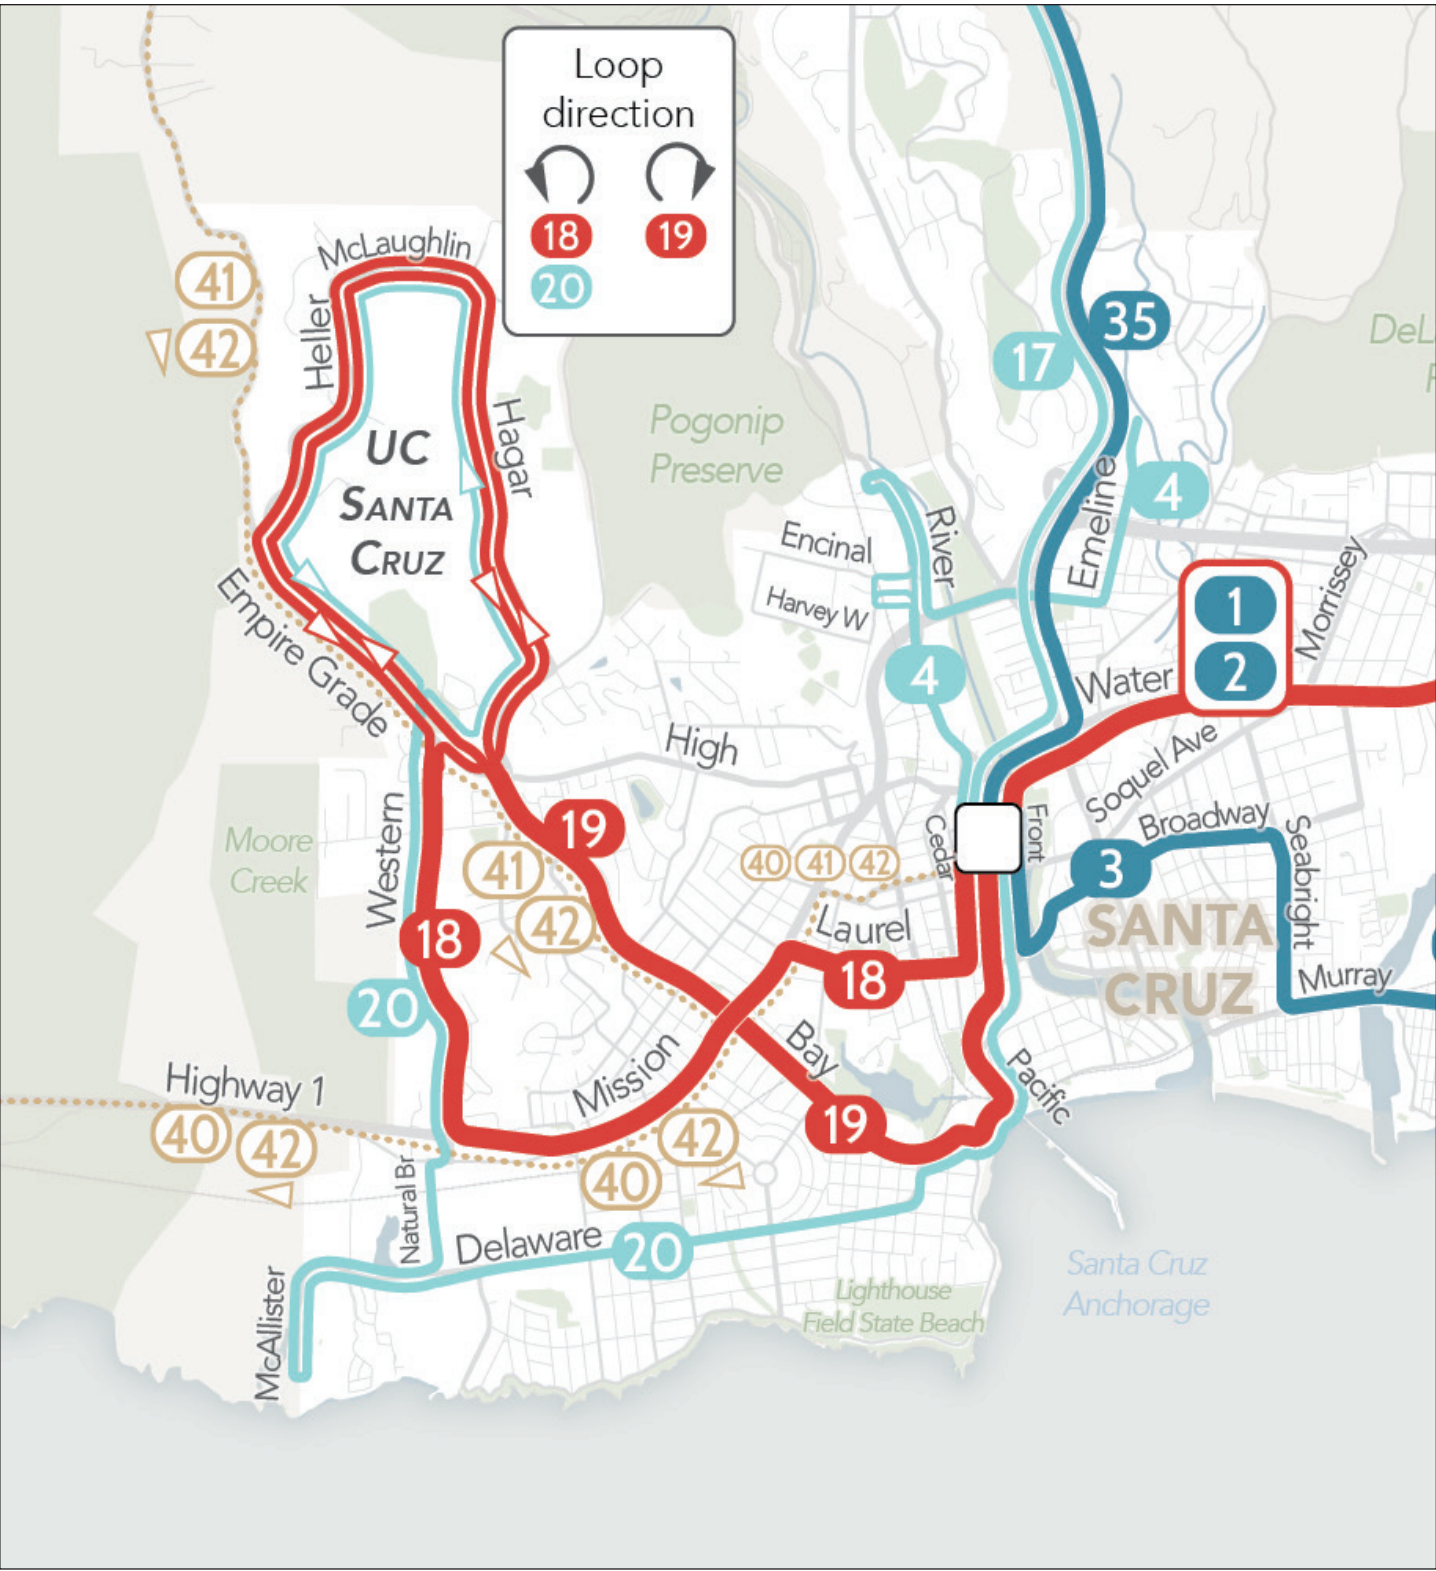 Loop
direction
18
19
20
McLaughlin
Heller
41
42
Hagar
UC
SANTA
CRUZ
Empire Grade
Pogonip
Preserve
35
17
DeL
Emeline
4
River
Encinal
Harvey W
4
1
2
Morrissey
Water
Soquel Ave
High
Western
Moore
Creek
19
41
42
18
20
40
41
42
Cedar
Front
Laurel
18
3
Broadway
Seabright
SANTA
CRUZ
Murray
Mission
Bay
19
Pacific
Highway 1
40
42
42
40
Natural Br
Delaware
20
McAllister
Lighthouse
Field State Beach
Santa Cruz
Anchorage